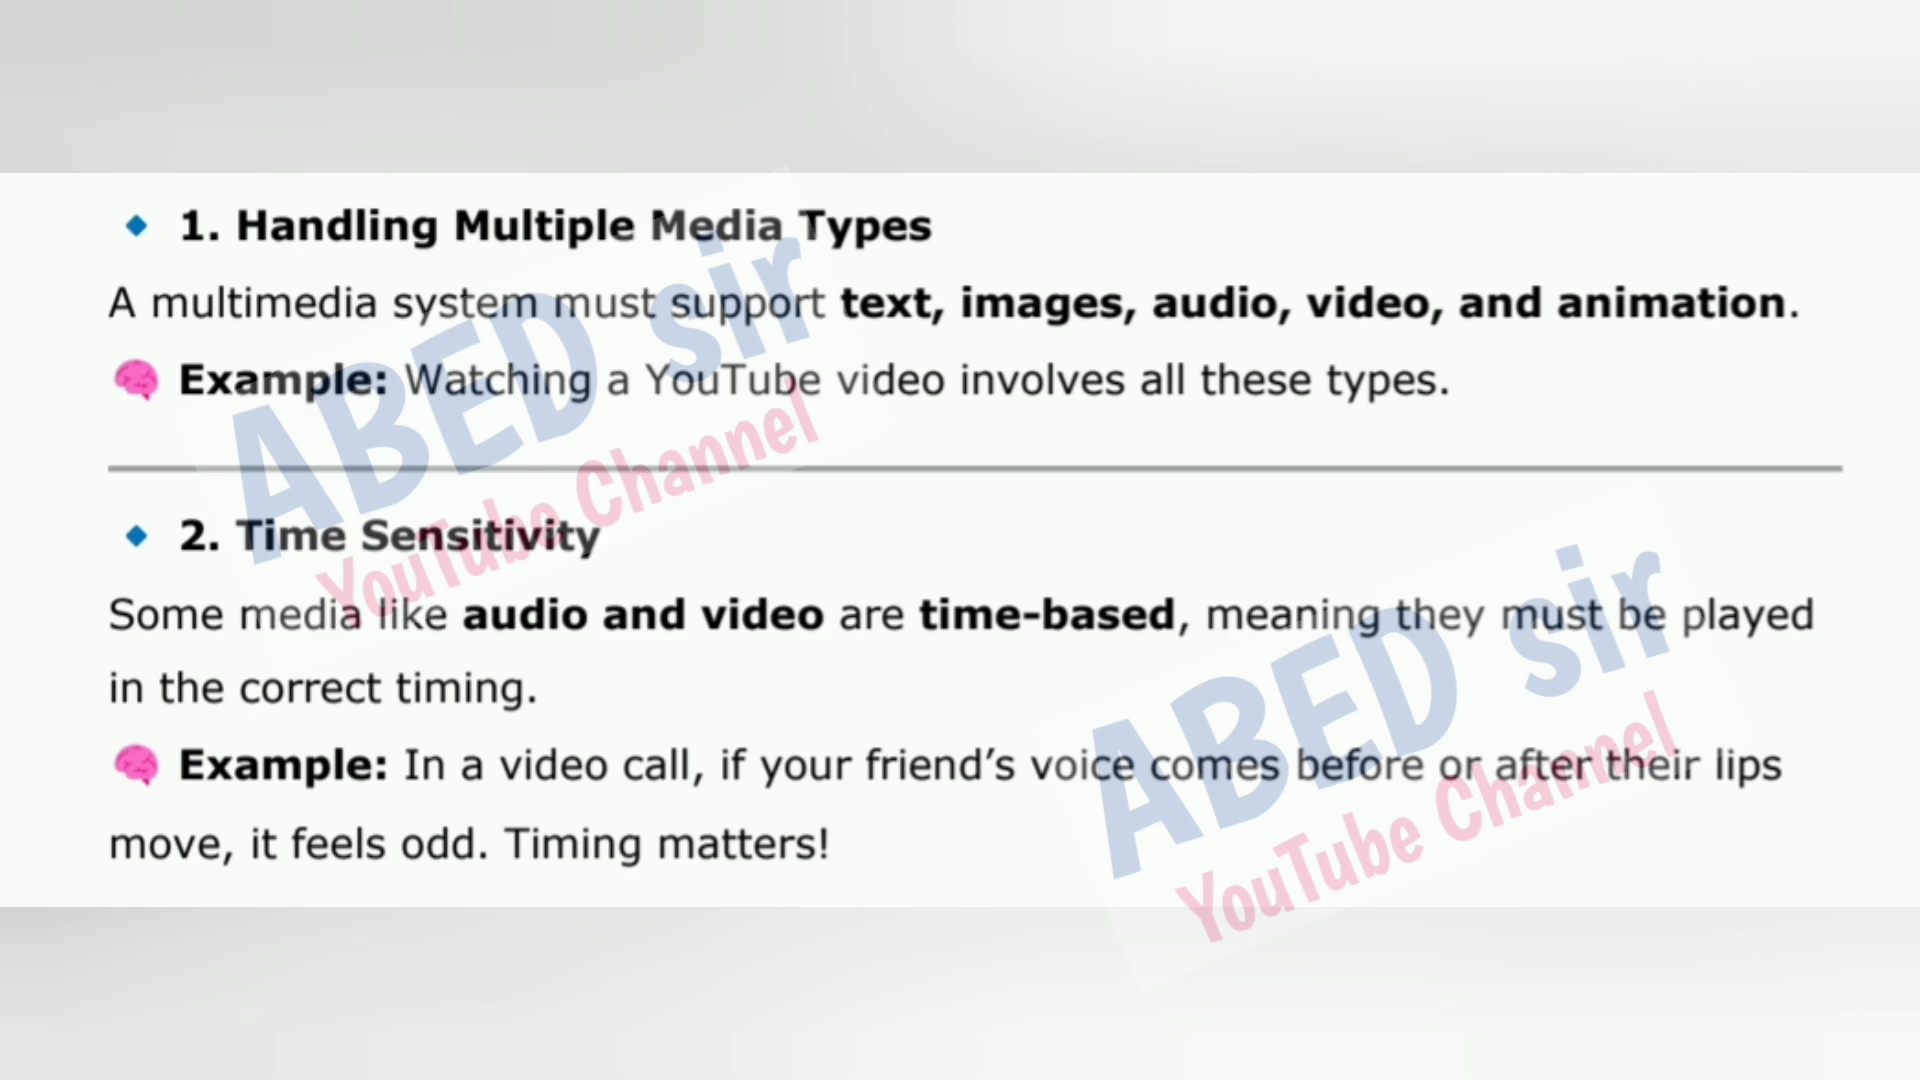 🔹 1. Handling Multiple Media Types
A multimedia system must support text, images, audio, video, and animation.
🧠 Example: Watching a YouTube video involves all these types.
🔹 2. Time Sensitivity
Some media like audio and video are time-based, meaning they must be played
in the correct timing.
🧠 Example: In a video call, if your friend’s voice comes before or after their lips
move, it feels odd. Timing matters!
ABED sir
YouTube Channel
ABED sir
YouTube Channel